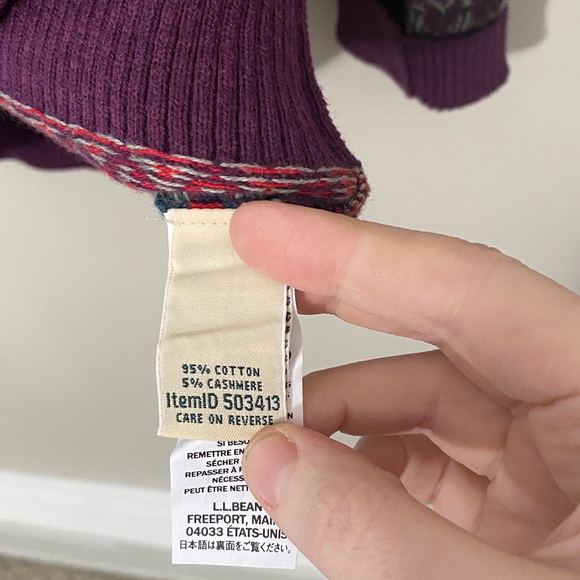 95% COTTON
5% CASHMERE
ItemID 503413
CARE ON REVERSE
SI BESO
REMETTRE EN
SÉCHER
REPASSER À
NÉCESS
PEUT ÊTRE NET
L.L.BEAN
FREEPORT, MAI
04033 ÉTATS-UNIS
日本語は裏面をご覧ください。